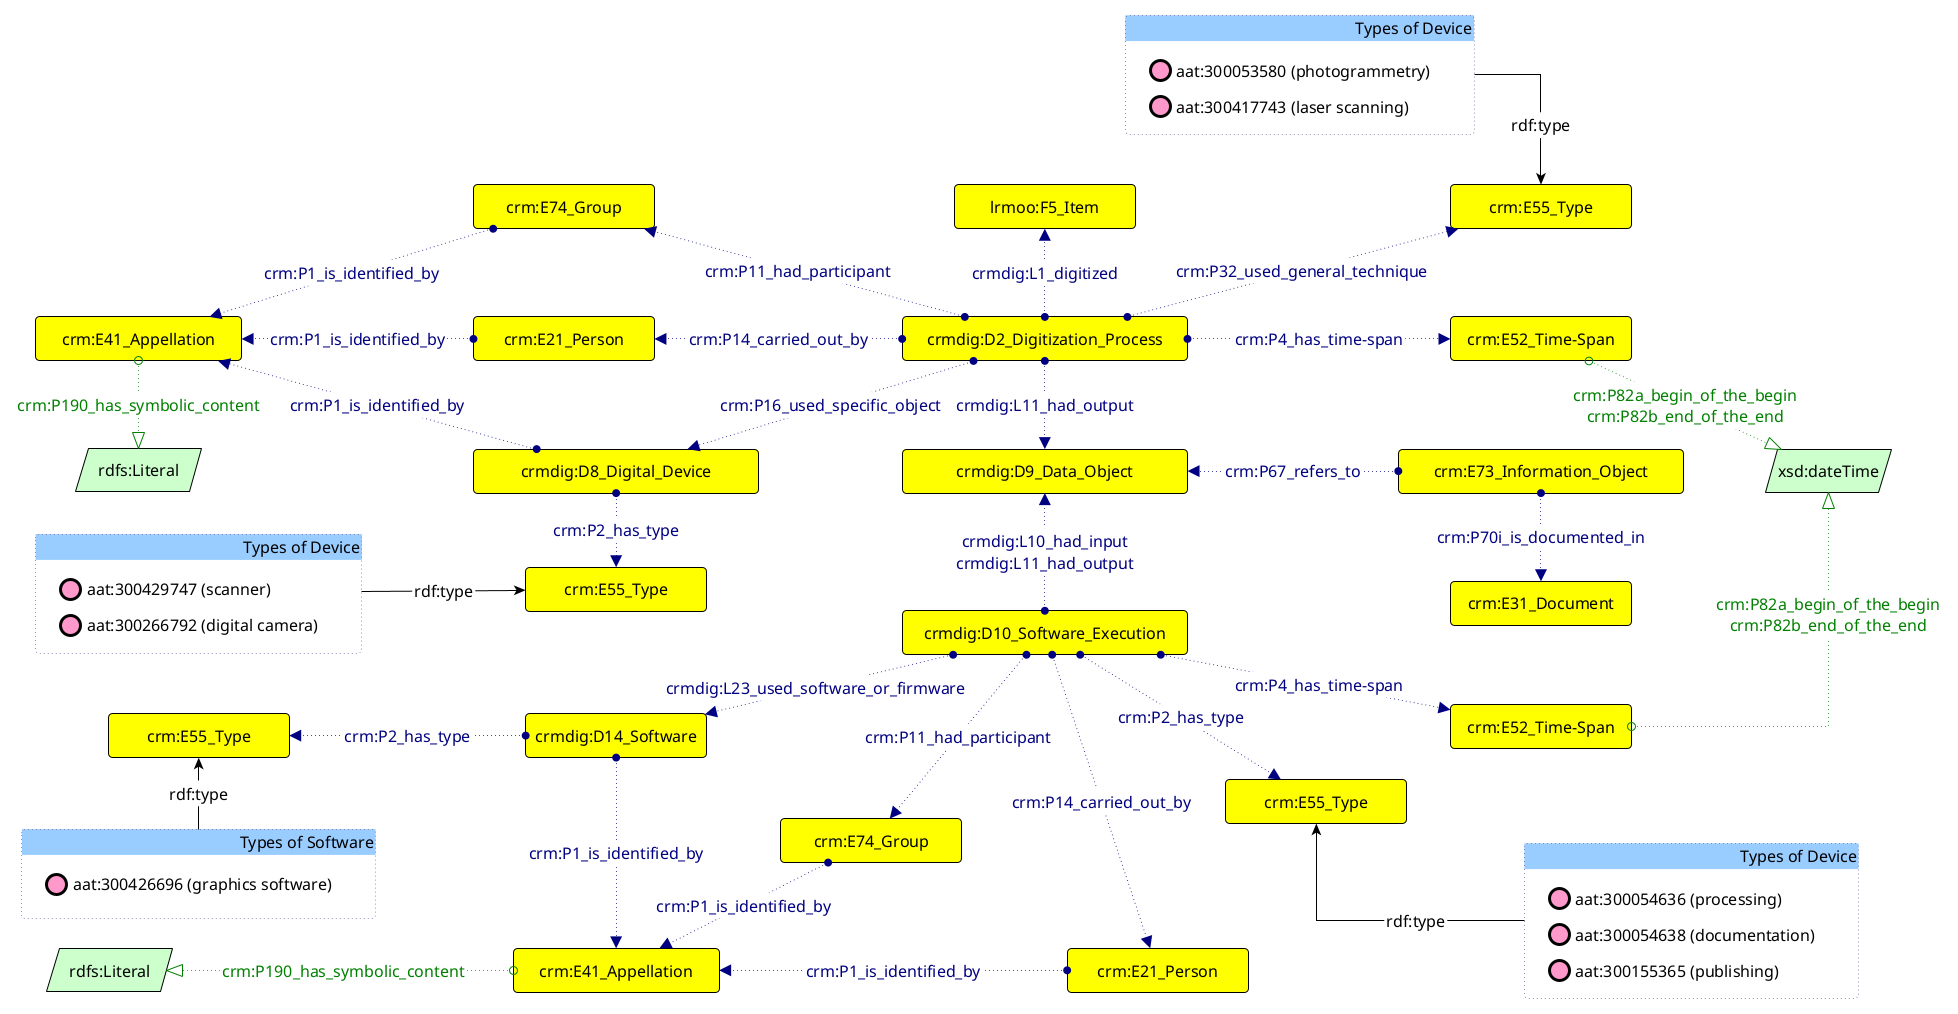 Types of Device
aat:300053580 (photogrammetry)
aat:300417743 (laser scanning)
rdf:type
crm:E74_Group
lrmoo:F5_Item
crm:E55_Type
crm:P1_is_identified_by
crm:P11_had_participant
crmdig:L1_digitized
crm:P32_used_general_technique
crm:E41_Appellation
crm:P1_is_identified_by
crm:E21_Person
crm:P14_carried_out_by
crmdig:D2_Digitization_Process
crm:P4_has_time-span
crm:E52_Time-Span
crm:P190_has_symbolic_content
crm:P1_is_identified_by
crm:P16_used_specific_object
crmdig:L11_had_output
crm:P82a_begin_of_the_begin
crm:P82b_end_of_the_end
rdfs:Literal
crmdig:D8_Digital_Device
crmdig:D9_Data_Object
crm:P67_refers_to
crm:E73_Information_Object
xsd:dateTime
Types of Device
aat:300429747 (scanner)
aat:300266792 (digital camera)
rdf:type
crm:P2_has_type
crm:E55_Type
crmdig:L10_had_input
crmdig:L11_had_output
crm:P70i_is_documented_in
crm:E31_Document
crm:P82a_begin_of_the_begin
crm:P82b_end_of_the_end
crmdig:D10_Software_Execution
crmdig:L23_used_software_or_firmware
crm:P4_has_time-span
crm:E55_Type
crm:P2_has_type
crmdig:D14_Software
crm:P11_had_participant
crm:P2_has_type
crm:E52_Time-Span
rdf:type
crm:P14_carried_out_by
crm:E55_Type
Types of Software
aat:300426696 (graphics software)
crm:P1_is_identified_by
crm:E74_Group
crm:P1_is_identified_by
Types of Device
aat:300054636 (processing)
aat:300054638 (documentation)
aat:300155365 (publishing)
rdf:type
rdfs:Literal
crm:P190_has_symbolic_content
crm:E41_Appellation
crm:P1_is_identified_by
crm:E21_Person